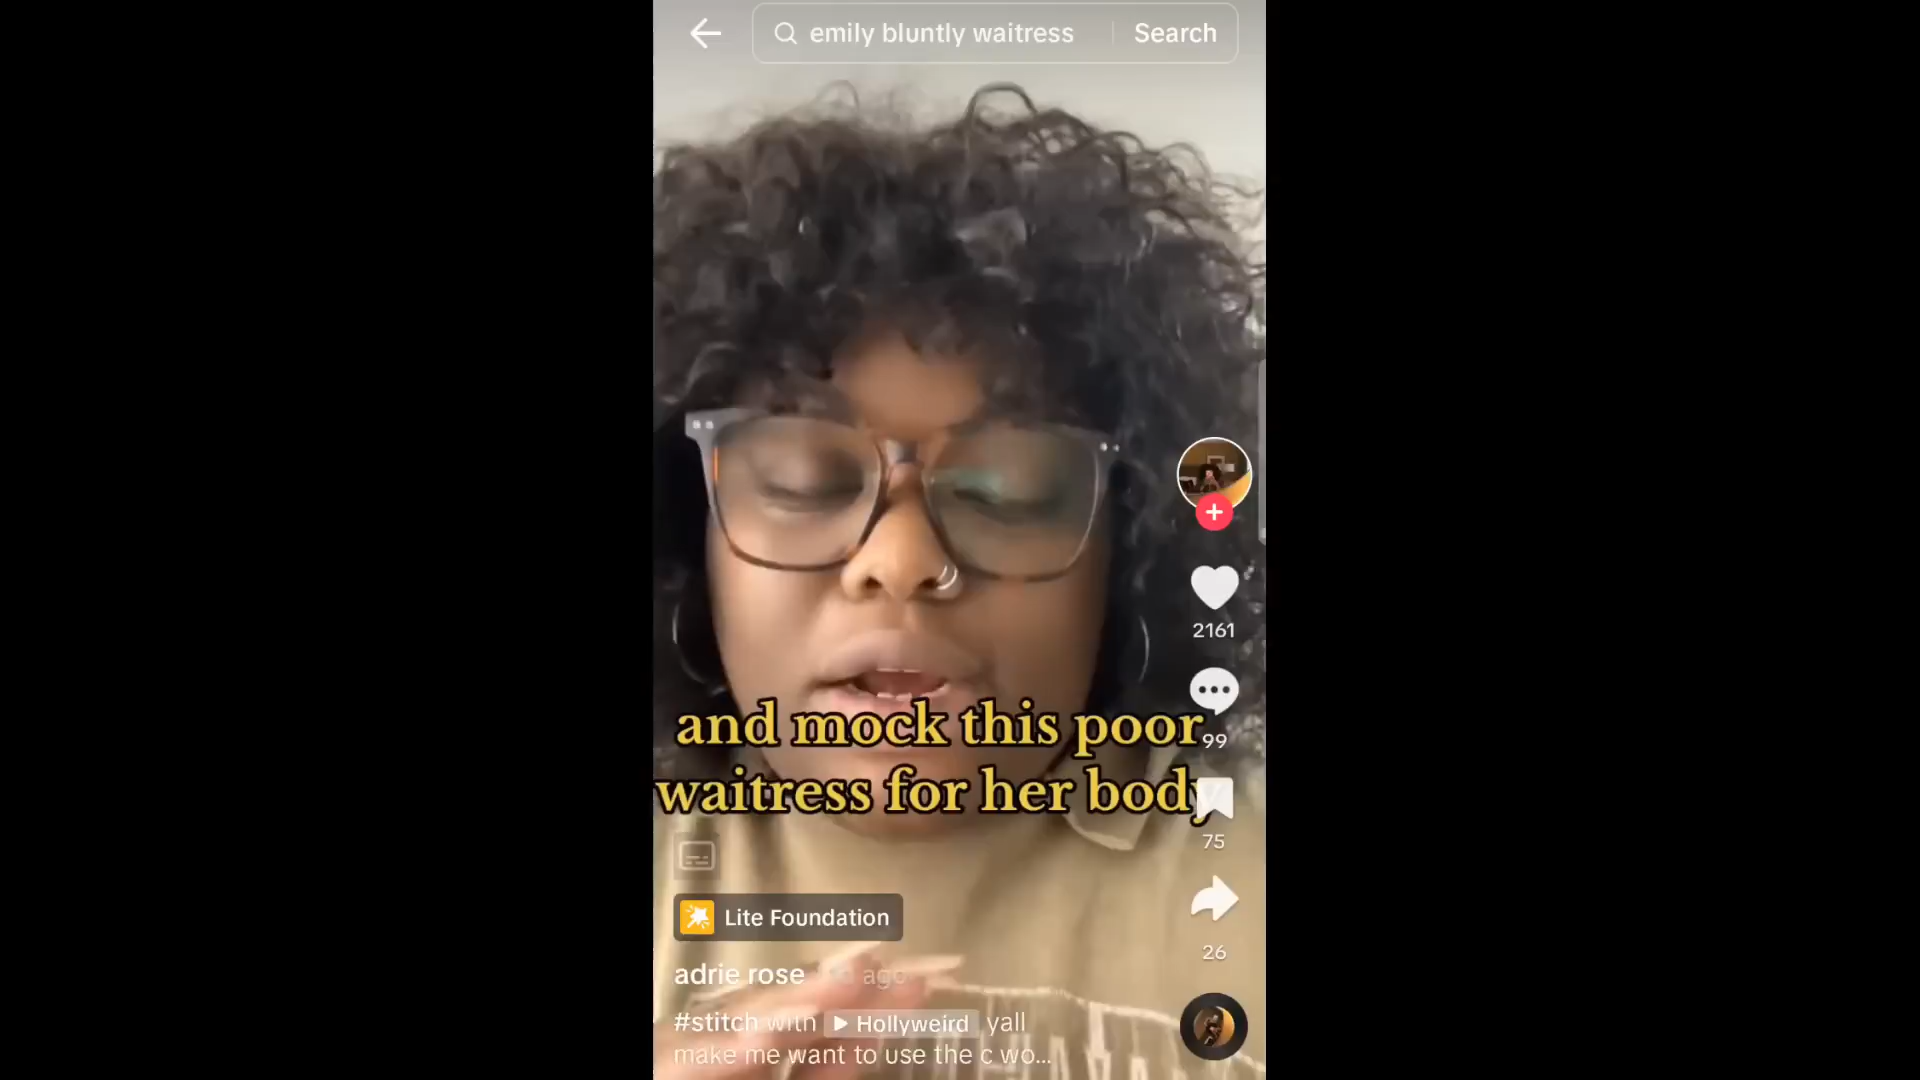 emily bluntly waitress
Search
2161
and mock this poor
waitress for her body
99
75
Lite Foundation
26
adrie rose
ago
#stitch with Hollyweird yall
make me want to use the c wo...